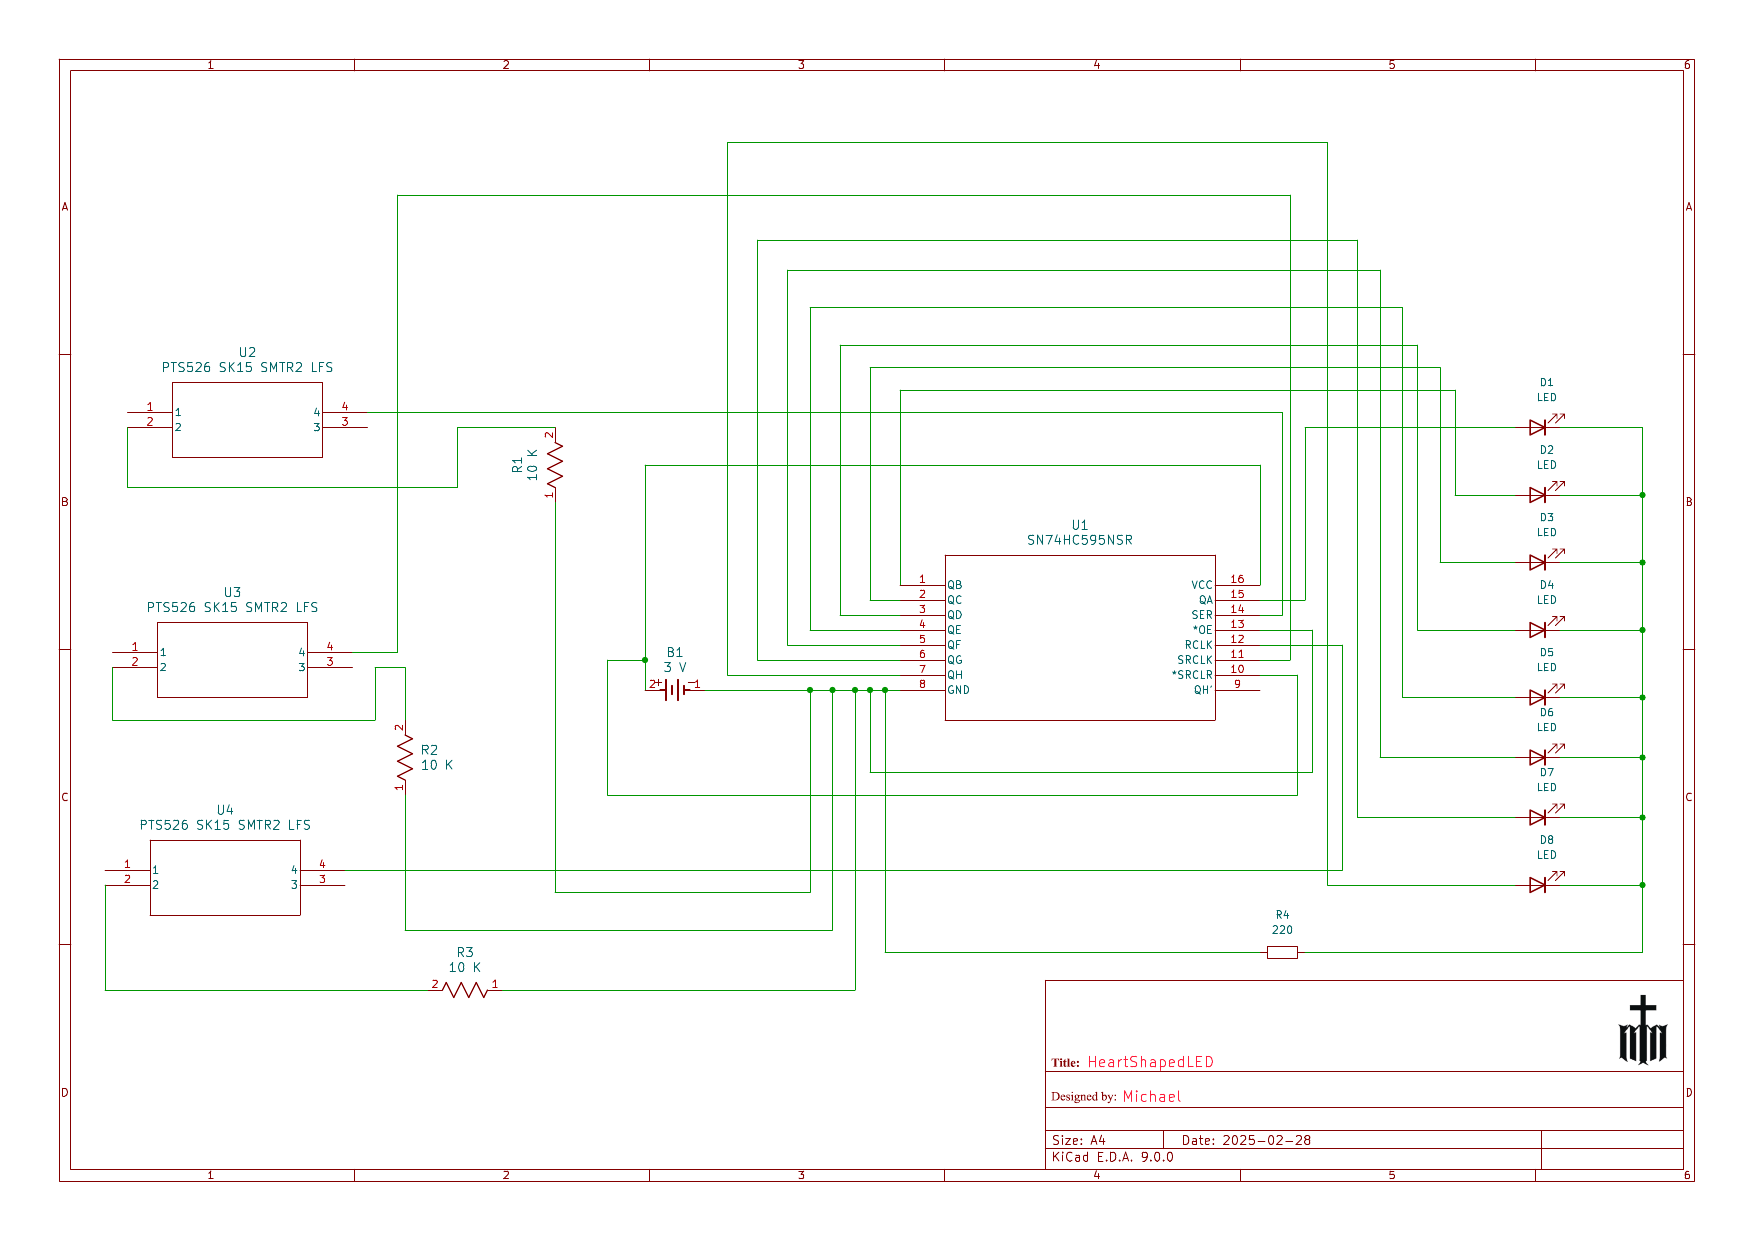 1 2 3 4 5 6
A A
U2
PTS526 SK15 SMTR2 LFS
1 1 4 4
2 2 3 3
R1
10 K
2
1
B B
U3
PTS526 SK15 SMTR2 LFS
1 1 4 4
2 2 3 3
R2
10 K
2
1
U4
PTS526 SK15 SMTR2 LFS
1 1 4 4
2 2 3 3
R3
10 K
2 1
B1
3 V
2 + - 1
U1
SN74HC595NSR
1 QB VCC 16
2 QC QA 15
3 QD SER 14
4 QE *OE 13
5 QF RCLK 12
6 QG SRCLK 11
7 QH *SRCLR 10
8 GND QH' 9
D1
LED
D2
LED
D3
LED
D4
LED
D5
LED
D6
LED
D7
LED
D8
LED
C C
R4
220
D D
Title: HeartShapedLED
Designed by: Michael
Size: A4 Date: 2025-02-28
KiCad E.D.A. 9.0.0
1 2 3 4 5 6